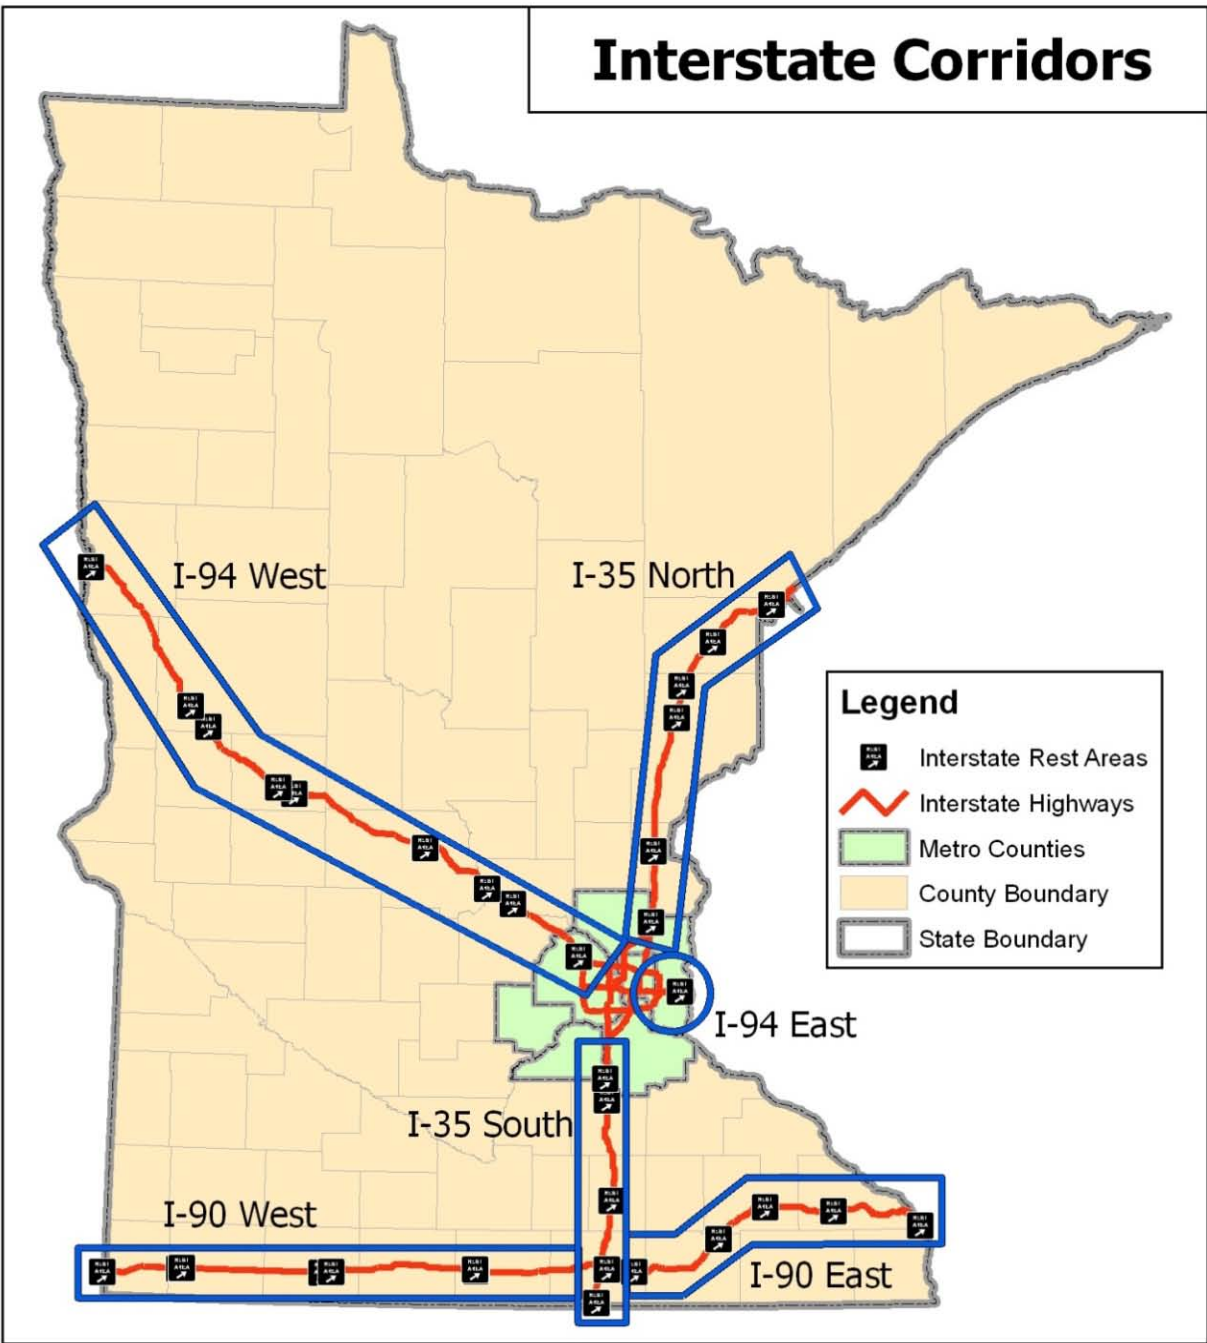 Interstate Corridors
I-94 West
I-35 North
Legend
Interstate Rest Areas
Interstate Highways
Metro Counties
County Boundary
State Boundary
I-94 East
I-35 South
I-90 West
I-90 East